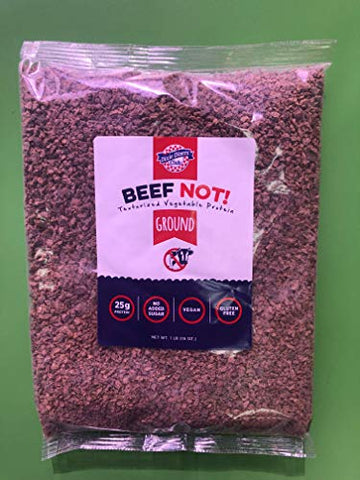 BEEF NOT!
Texturized Vegetable Protein
GROUND
25g
PROTEIN
NO
ADDED
SUGAR
VEGAN
GLUTEN
FREE
NET WT. 1 LB (16 OZ.)